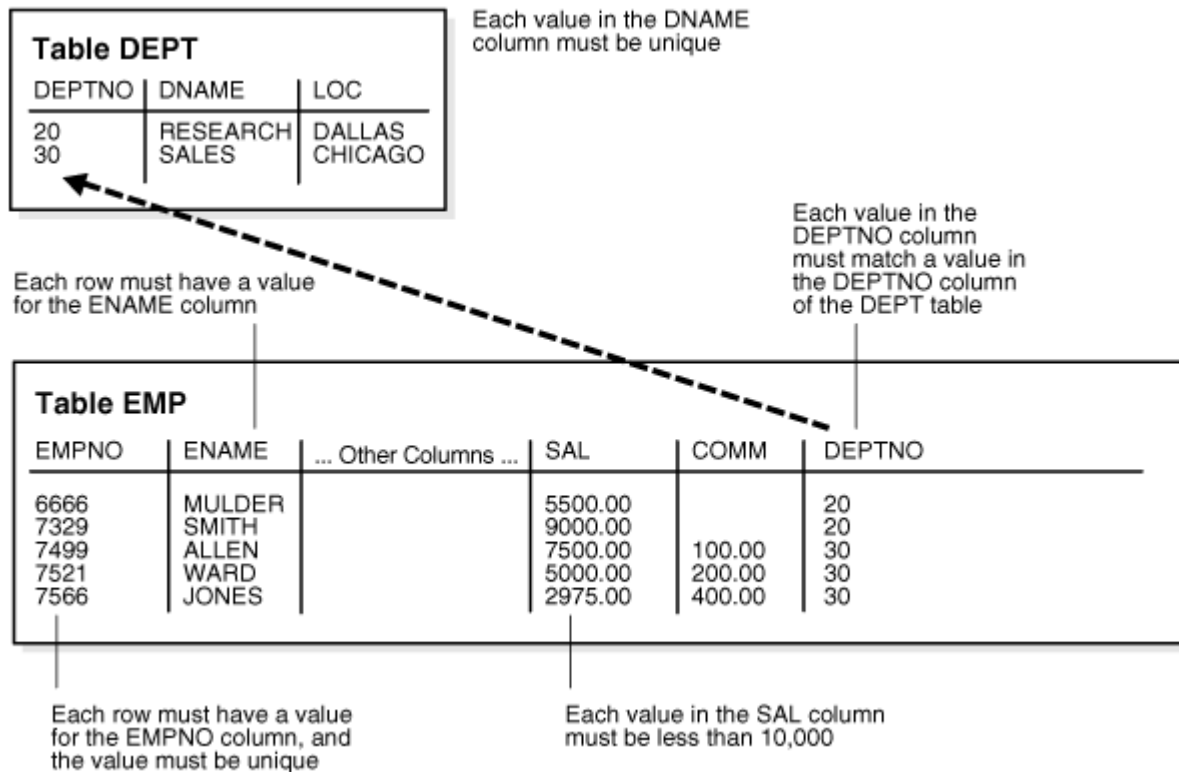 Each value in the DNAME
column must be unique
Table DEPT
DEPTNO DNAME LOC
20 RESEARCH DALLAS
30 SALES CHICAGO
Each value in the
DEPTNO column
must match a value in
the DEPTNO column
of the DEPT table
Each row must have a value
for the ENAME column
Table EMP
EMPNO ENAME ... Other Columns ... SAL COMM DEPTNO
6666 MULDER 5500.00 20
7329 SMITH 9000.00 20
7499 ALLEN 7500.00 100.00 30
7521 WARD 5000.00 200.00 30
7566 JONES 2975.00 400.00 30
Each row must have a value
for the EMPNO column, and
the value must be unique
Each value in the SAL column
must be less than 10,000